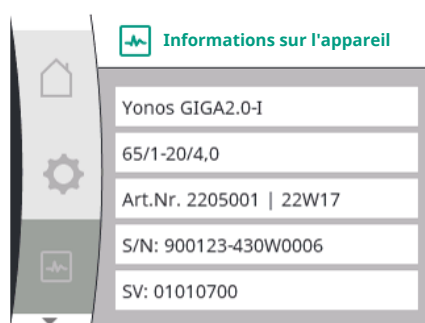 Informations sur l'appareil
Yonos GIGA2.0-I
65/1-20/4,0
Art.Nr. 2205001 | 22W17
S/N: 900123-430W0006
SV: 01010700